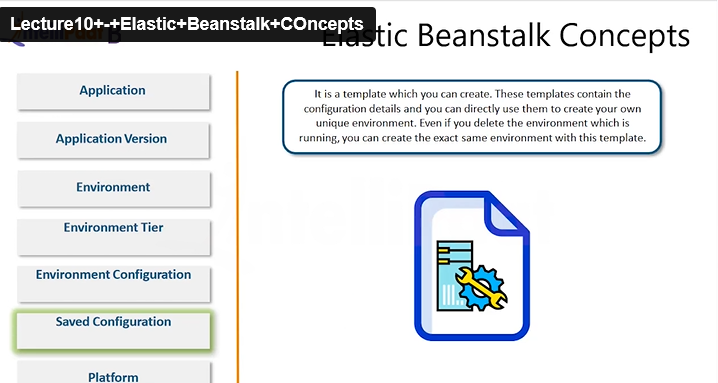 Lecture10+-+Elastic+Beanstalk+COncepts
Elastic Beanstalk Concepts
Application
Application Version
Environment
Environment Tier
Environment Configuration
Saved Configuration
Platform
It is a template which you can create. These templates contain the
configuration details and you can directly use them to create your own
unique environment. Even if you delete the environment which is
running, you can create the exact same environment with this template.